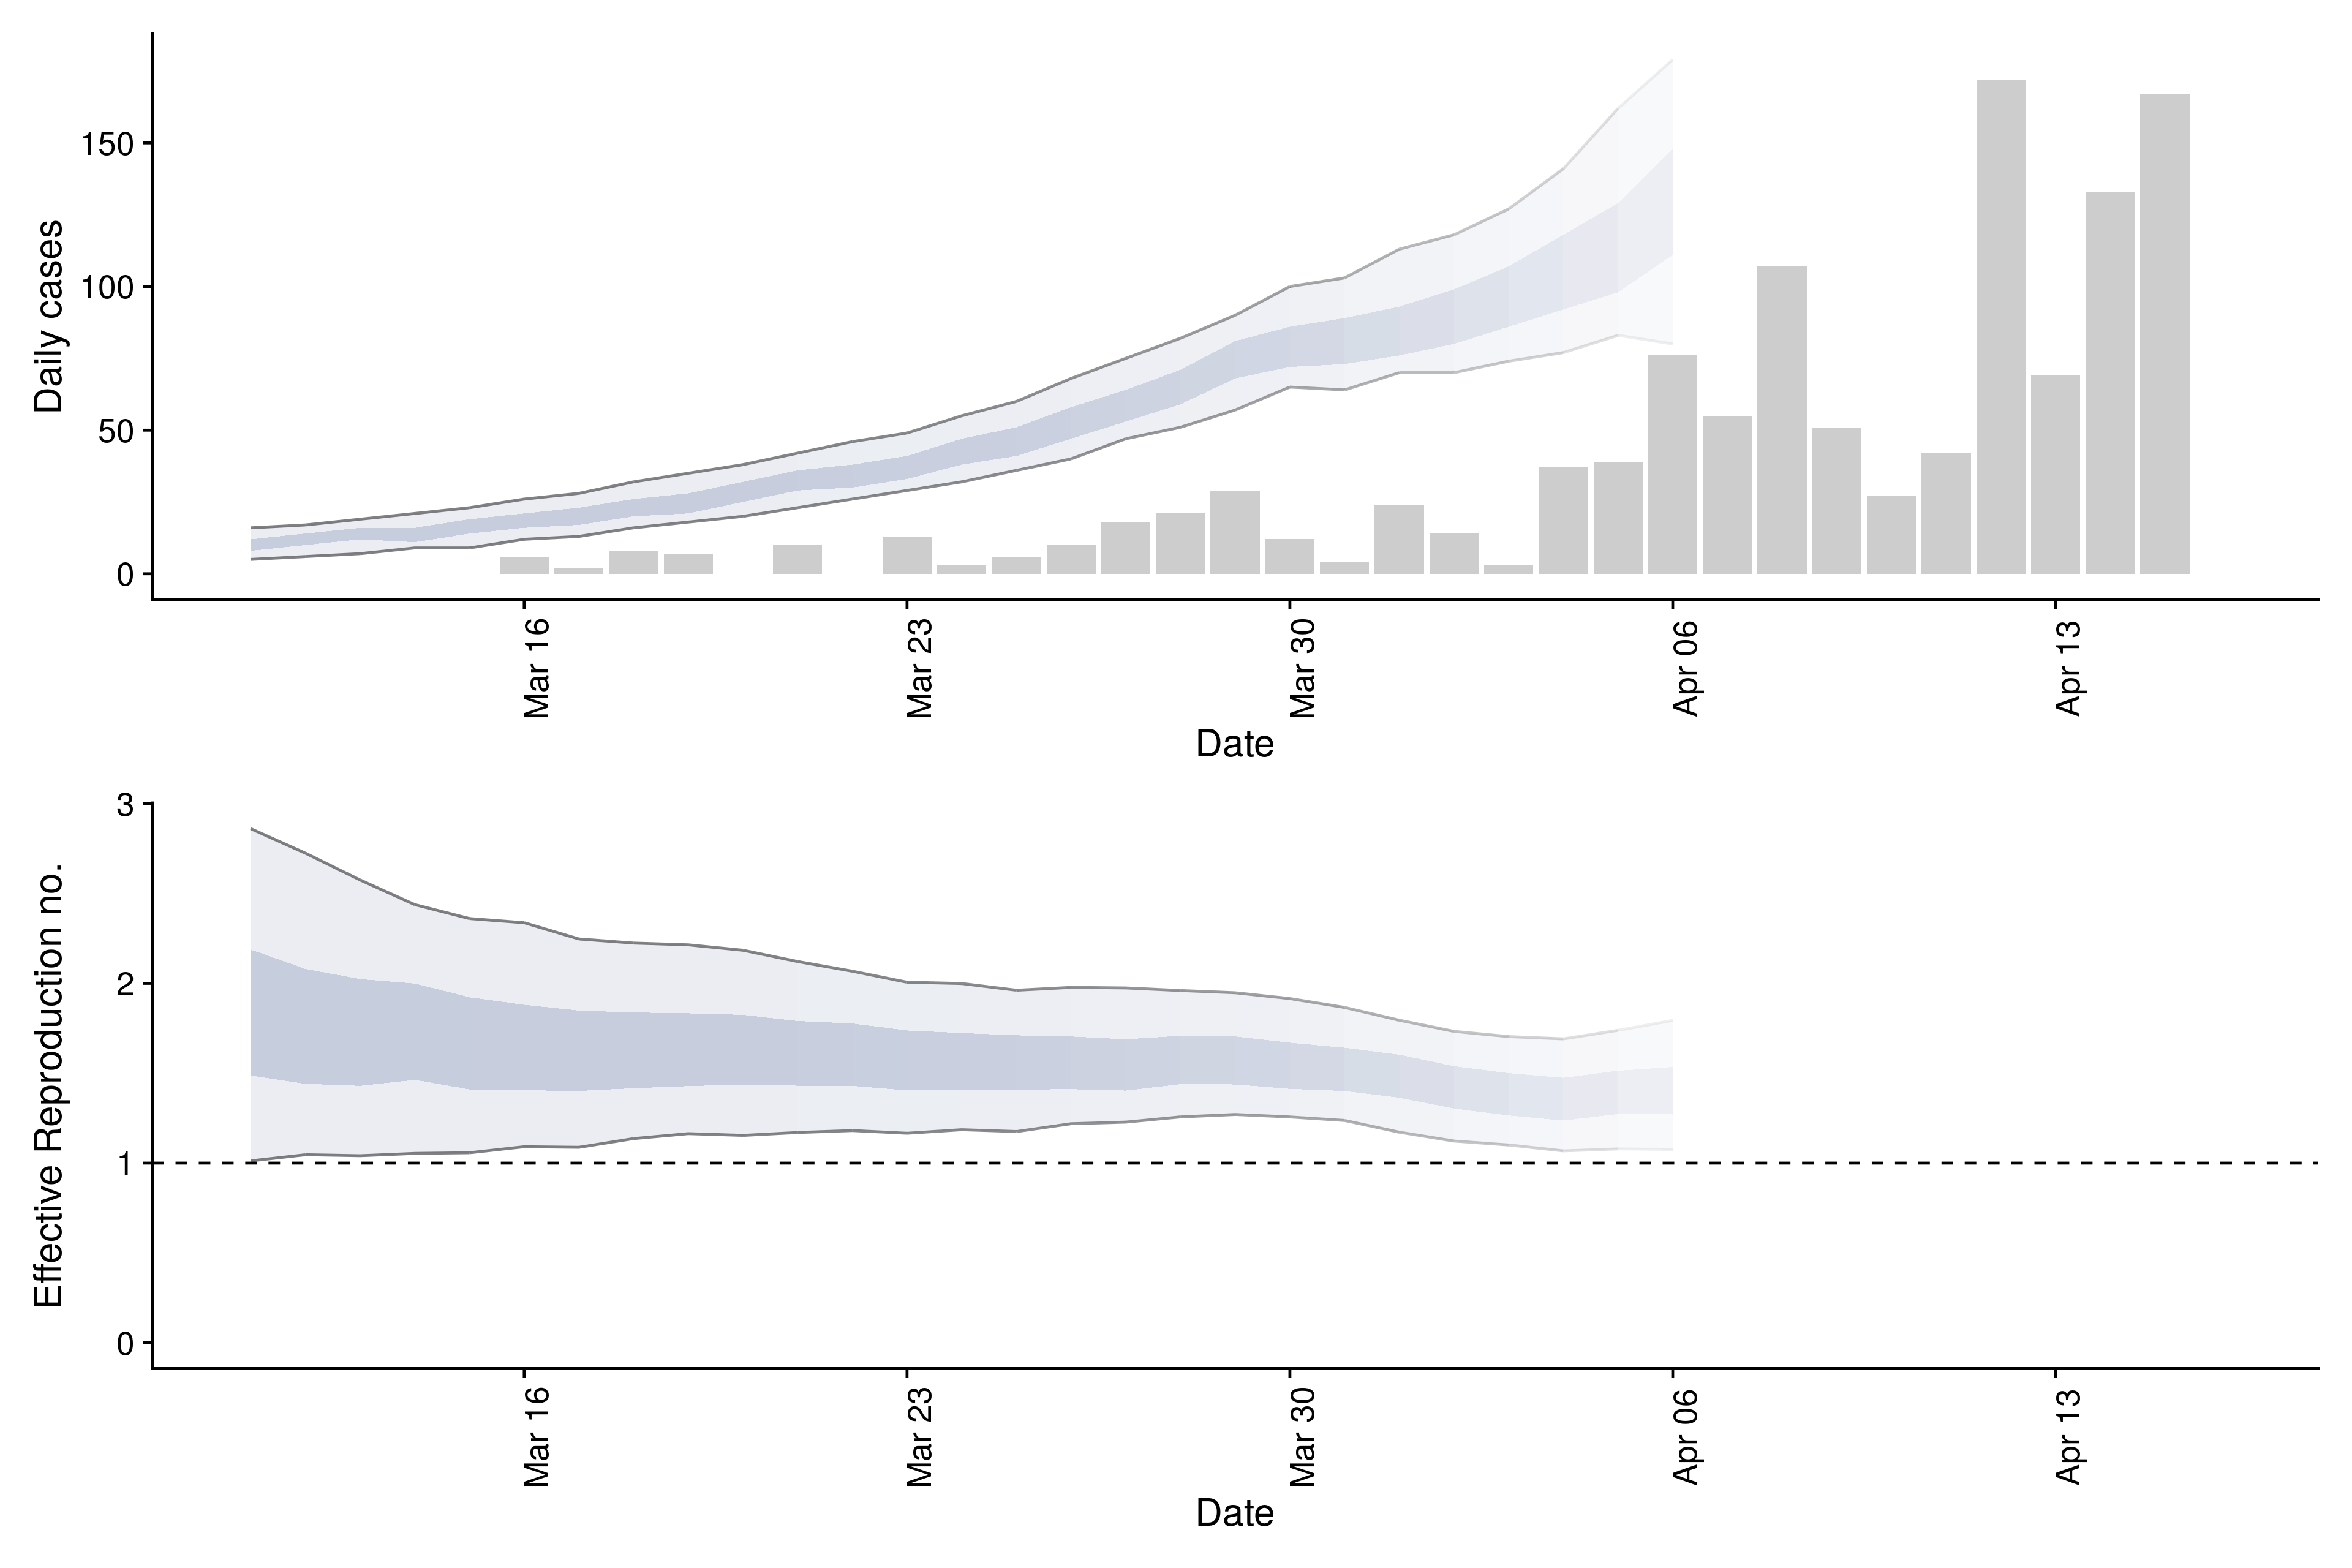 Daily cases
150
100
50
0
Mar 16
Mar 23
Mar 30
Apr 06
Apr 13
Date
Effective Reproduction no.
3
2
1
0
Mar 16
Mar 23
Mar 30
Apr 06
Apr 13
Date